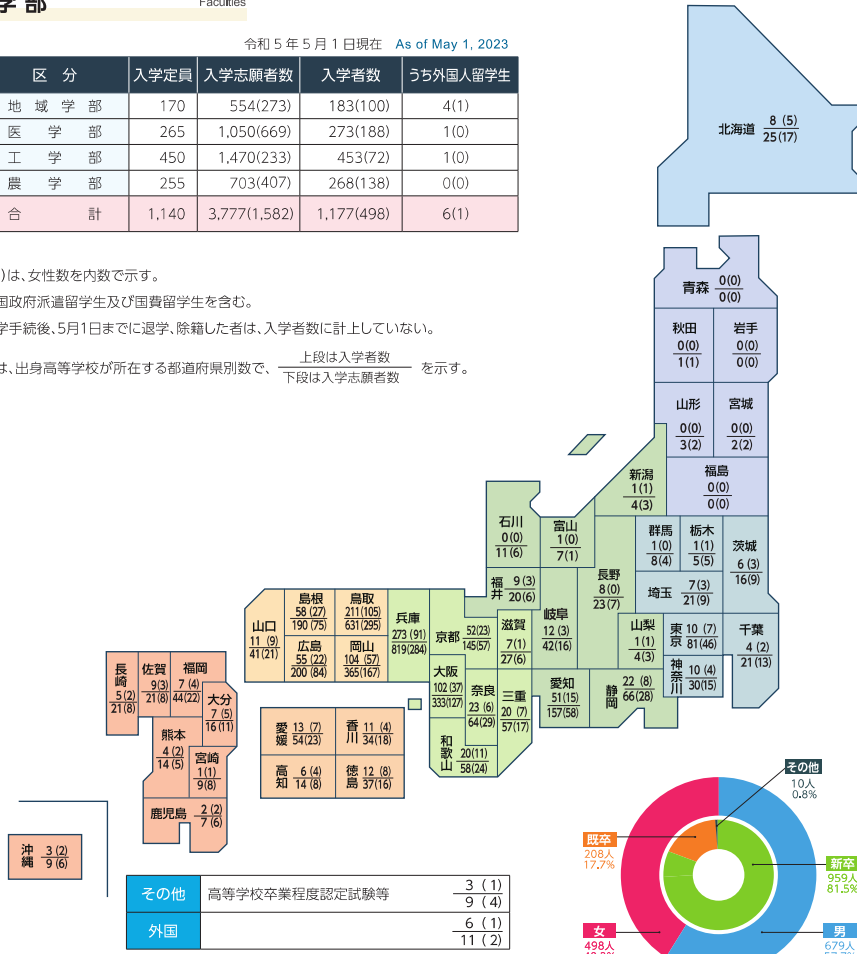 学部
Faculties
令和5年5月1日現在 As of May 1, 2023
区分 入学定員 入学志願者数 入学者数 うち外国人留学生
地域学部 170 554(273) 183(100) 4(1)
医学部 265 1,050(669) 273(188) 1(0)
工学部 450 1,470(233) 453(72) 1(0)
農学部 255 703(407) 268(138) 0(0)
合計 1,140 3,777(1,582) 1,177(498) 6(1)
)は、女性数を内数で示す。
国政府派遣留学生及び国費留学生を含む。
学手続後、5月1日までに退学、除籍した者は、入学者数に計上していない。
は、出身高等学校が所在する都道府県別数で、 上段は入学者数 を示す。
下段は入学志願者数
北海道 8 (5)
25(17)
青森 0(0)
0(0)
秋田
0(0)
1(1)
岩手
0(0)
0(0)
山形
0(0)
3(2)
宮城
0(0)
2(2)
福島
0(0)
0(0)
新潟
1(1)
4(3)
石川
0(0)
11(6)
富山
1(0)
7(1)
群馬
1(0)
8(4)
栃木
1(1)
5(5)
茨城
6(3)
16(9)
福井 9(3)
20(6)
長野
8(0)
23(7)
埼玉 7(3)
21(9)
岐阜
12(3)
42(16)
山梨
1(1)
4(3)
東京 10(7)
81(46)
千葉
4(2)
21(13)
神奈川 10(4)
30(15)
愛知
51(15)
157(58)
静岡 22(8)
66(28)
山口
11(9)
41(21)
島根
58(27)
190(75)
鳥取
211(105)
631(295)
広島
55(22)
200(84)
岡山
104(57)
365(167)
兵庫
273(91)
819(284)
京都 52(23)
145(57)
滋賀
7(1)
27(6)
大阪
102(37)
333(127)
奈良
23(6)
64(29)
三重
20(7)
57(17)
和歌山 20(11)
58(24)
長崎
5(2)
21(8)
佐賀
9(3)
21(8)
福岡
7(4)
44(22)
大分
7(5)
16(11)
熊本
4(2)
14(5)
宮崎
1(1)
9(8)
鹿児島 2(2)
7(6)
愛媛 13(7)
54(23)
香川 11(4)
34(18)
高知 6(4)
14(8)
徳島 12(8)
37(16)
沖縄 3(2)
9(6)
その他 高等学校卒業程度認定試験等 3(1)
9(4)
外国 6(1)
11(2)
その他
10人
0.8%
既卒
208人
17.7%
新卒
959人
81.5%
女
498人
男
679人